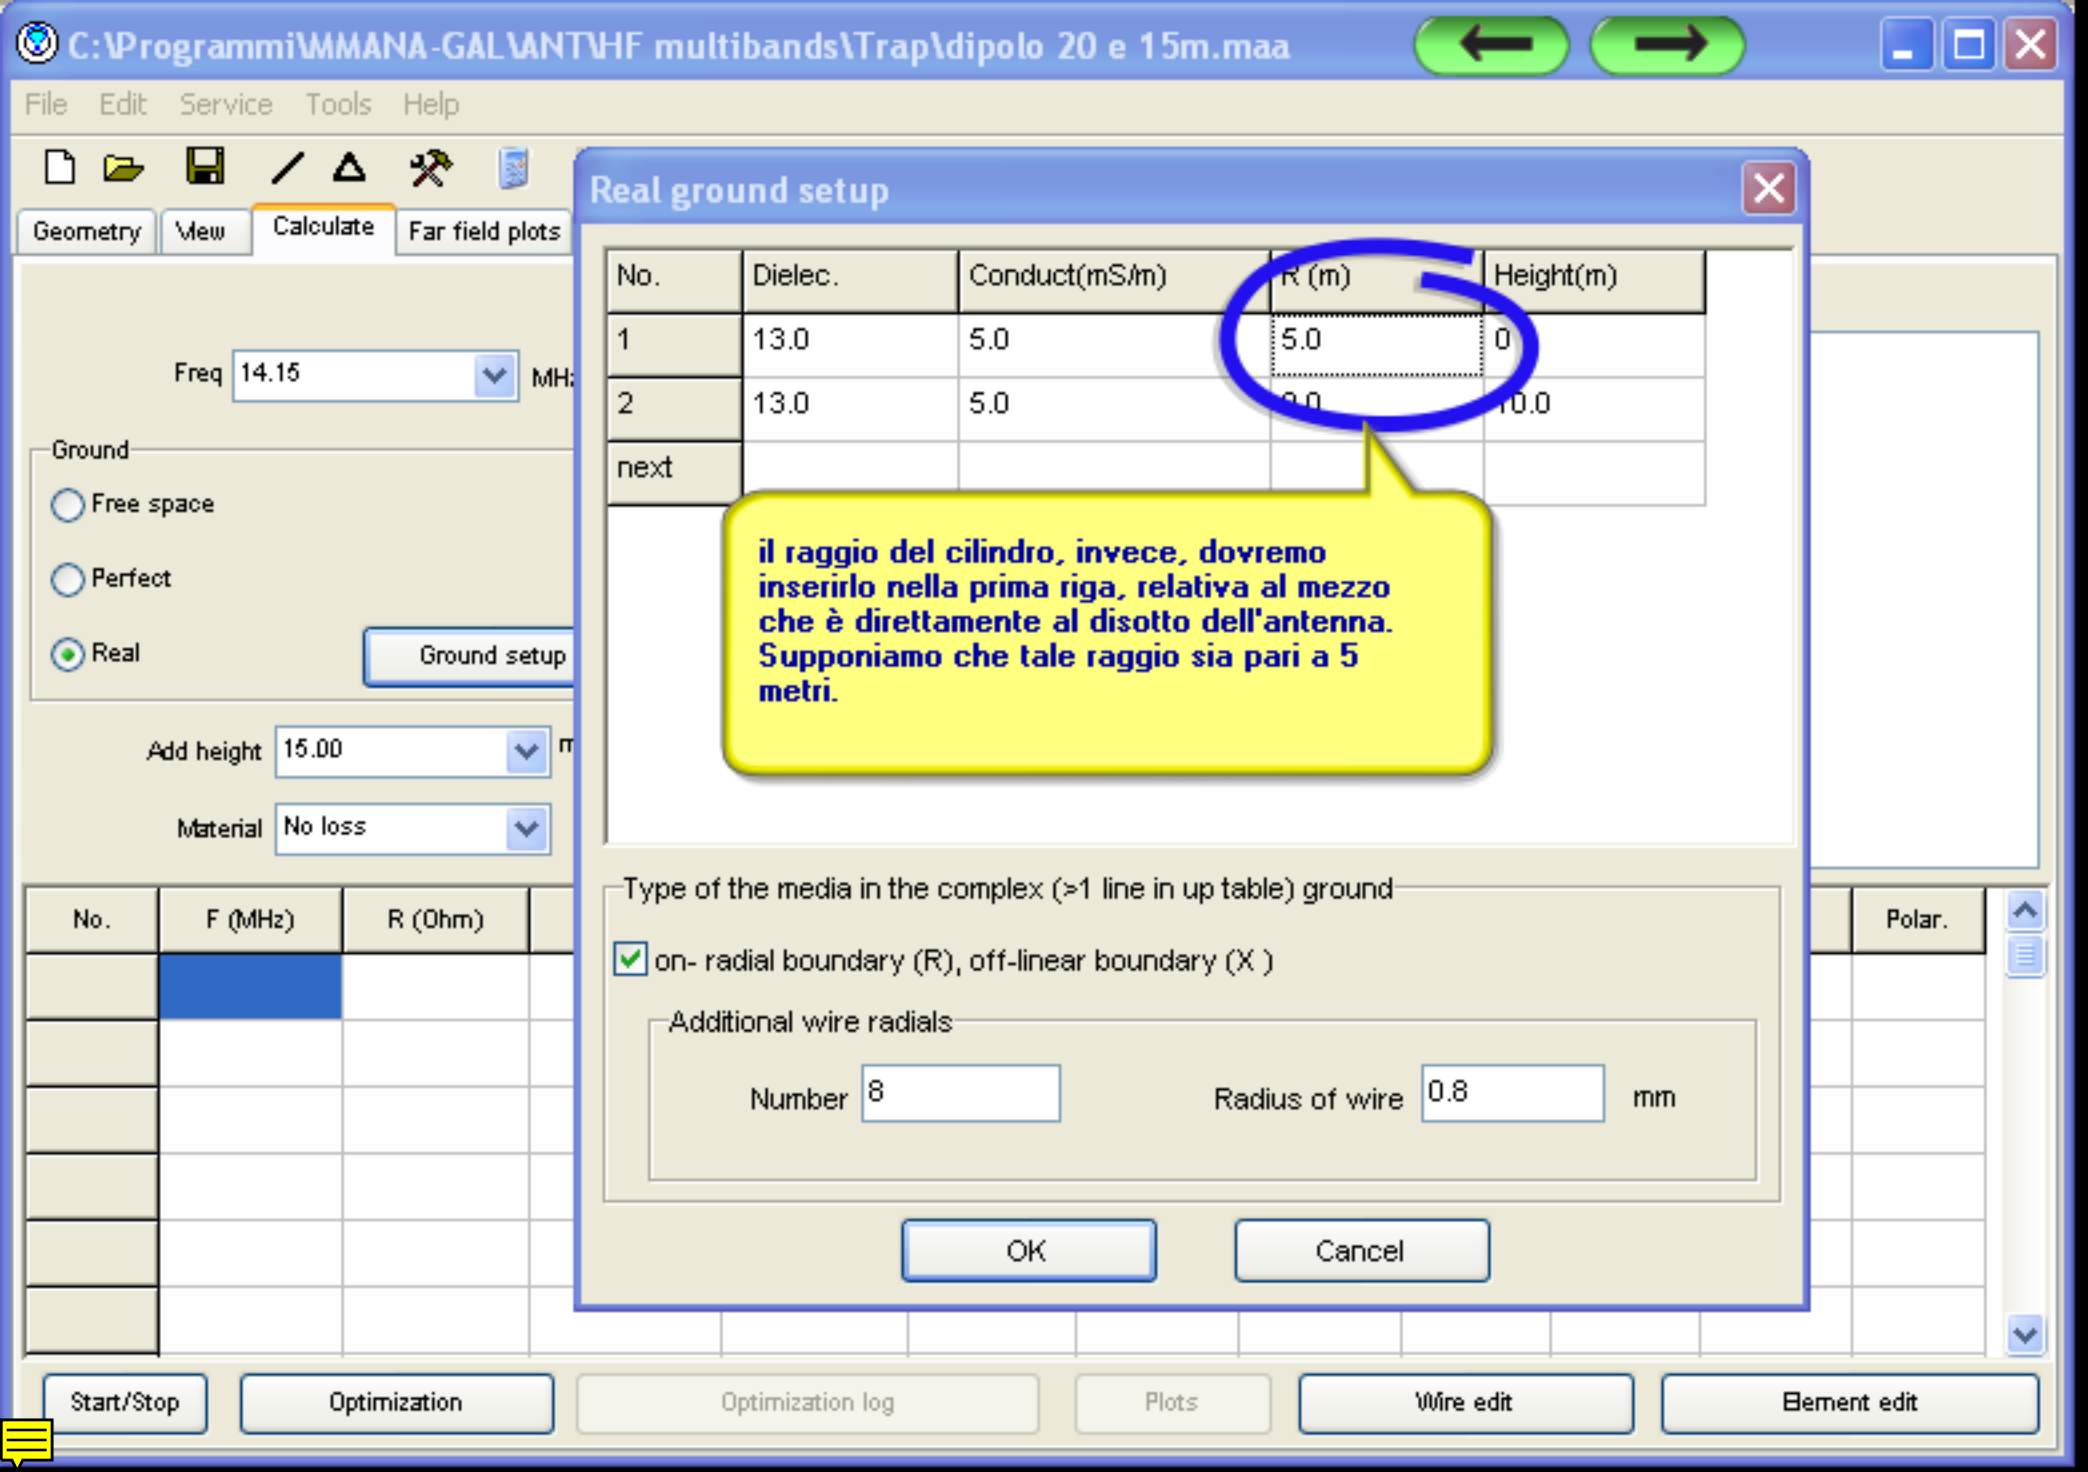 C:\Programmi\MMANA-GAL\ANT\HF multibands\Trap\dipolo 20 e 15m.maa
File Edit Service Tools Help
Geometry View Calculate Far field plots
Freq 14.15 MHz
Ground
Free space
Perfect
Real Ground setup
Add height 15.00 m
Material No loss
No. F (MHz) R (Ohm) Polar.
Real ground setup
No. Dielec. Conduct(mS/m) R (m) Height(m)
1 13.0 5.0 5.0 0
2 13.0 5.0 0.0 10.0
next
il raggio del cilindro, invece, dovremo
inserirlo nella prima riga, relativa al mezzo
che è direttamente al disotto dell'antenna.
Supponiamo che tale raggio sia pari a 5
metri.
Type of the media in the complex (>1 line in up table) ground
on- radial boundary (R), off-linear boundary (X )
Additional wire radials
Number 8 Radius of wire 0.8 mm
OK Cancel
Start/Stop Optimization Optimization log Plots Wire edit Element edit